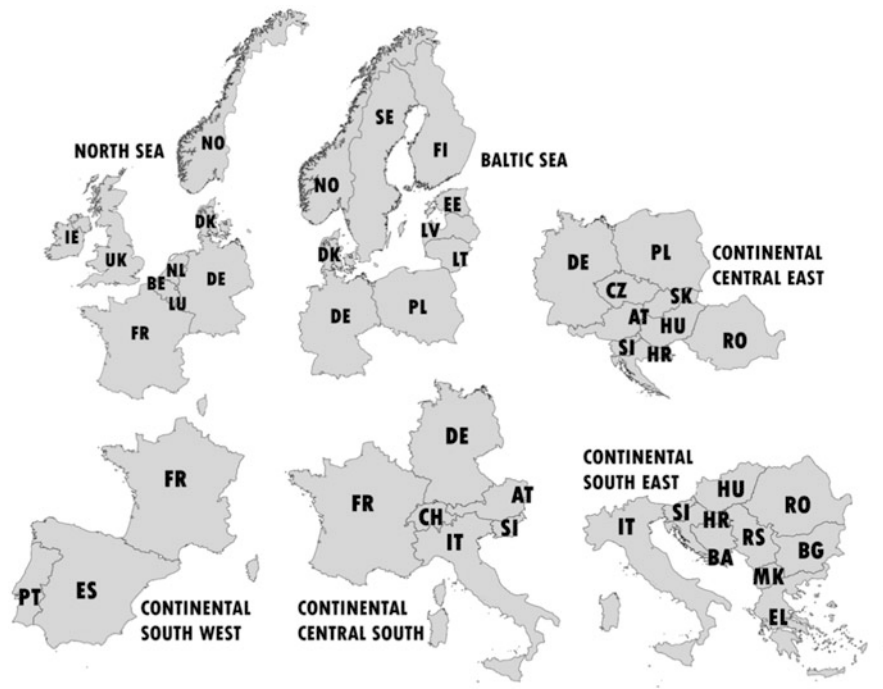 NORTH SEA
NO
IE
UK
DK
NL
BE
LU
DE
FR
BALTIC SEA
SE
FI
NO
EE
LV
LT
DK
DE
PL
CONTINENTAL
CENTRAL EAST
DE
PL
CZ
SK
AT
HU
SI
HR
RO
FR
PT
ES
CONTINENTAL
SOUTH WEST
DE
FR
AT
CH
SI
IT
CONTINENTAL
CENTRAL SOUTH
CONTINENTAL
SOUTH EAST
HU
RO
SI
HR
IT
RS
BA
BG
MK
EL